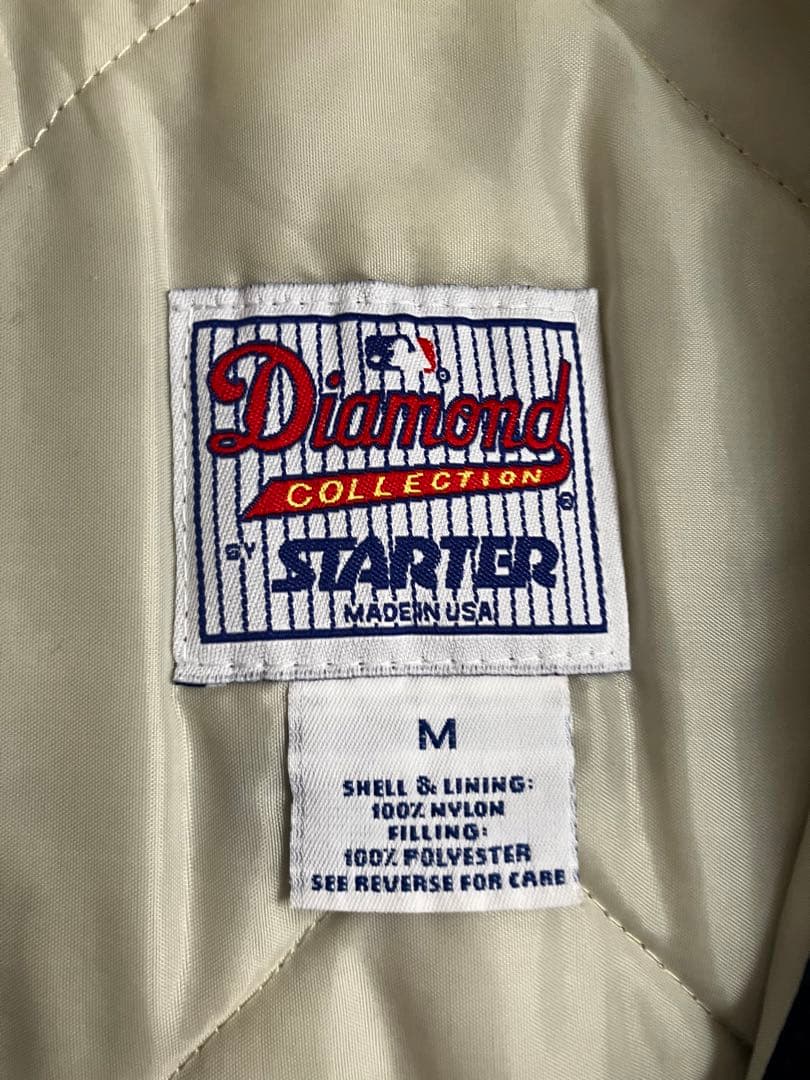 Diamond
COLLECTION
BY STARTER
MADE IN USA
M
SHELL & LINING:
100% NYLON
FILLING:
100% POLYESTER
SEE REVERSE FOR CARE